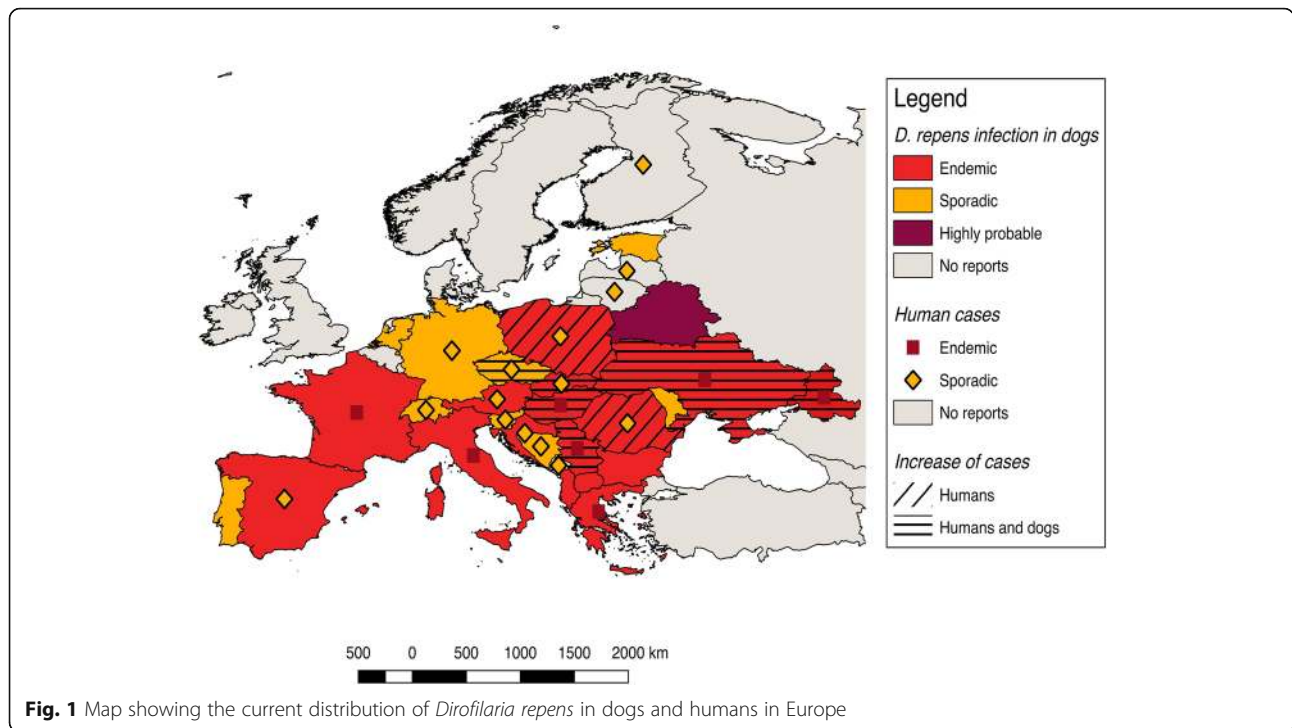 Legend
D. repens infection in dogs
Endemic
Sporadic
Highly probable
No reports
Human cases
Endemic
Sporadic
No reports
Increase of cases
Humans
Humans and dogs
500 0 500 1000 1500 2000 km
Fig. 1 Map showing the current distribution of Dirofilaria repens in dogs and humans in Europe